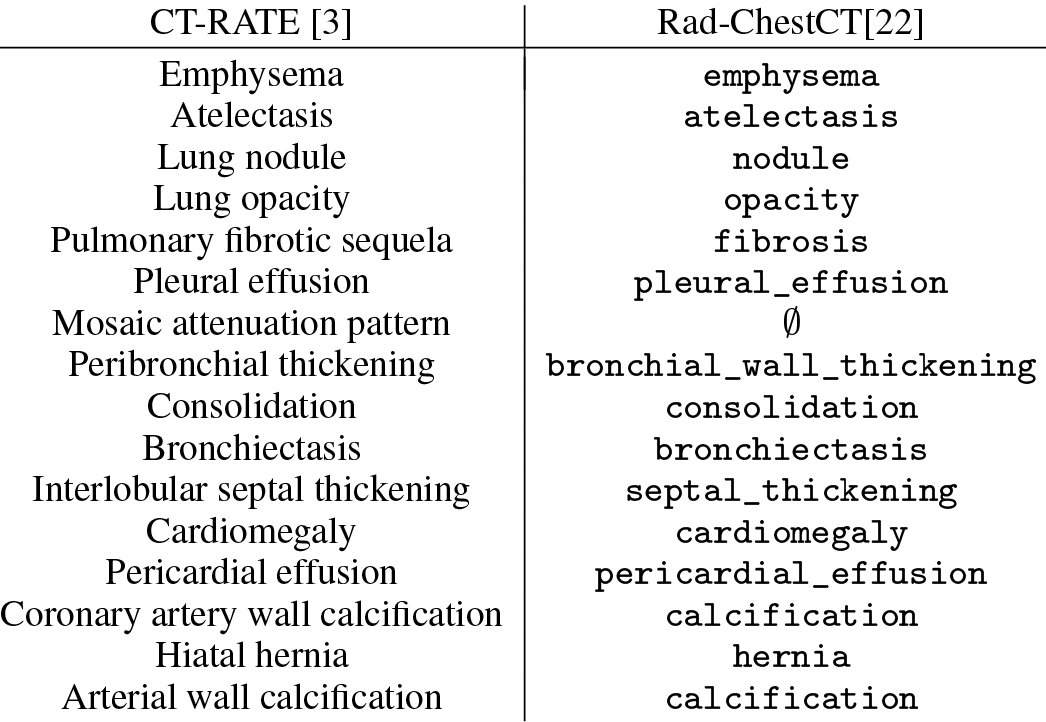 CT-RATE [3] Rad-ChestCT[22]
Emphysema emphysema
Atelectasis atelectasis
Lung nodule nodule
Lung opacity opacity
Pulmonary fibrotic sequela fibrosis
Pleural effusion pleural_effusion
Mosaic attenuation pattern ∅
Peribronchial thickening bronchial_wall_thickening
Consolidation consolidation
Bronchiectasis bronchiectasis
Interlobular septal thickening septal_thickening
Cardiomegaly cardiomegaly
Pericardial effusion pericardial_effusion
Coronary artery wall calcification calcification
Hiatal hernia hernia
Arterial wall calcification calcification